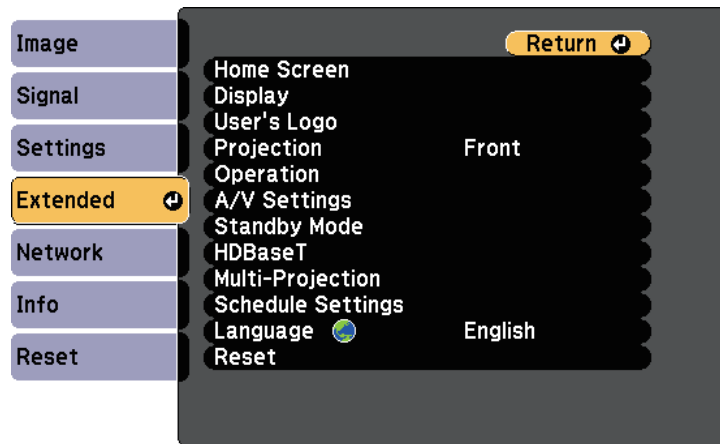 Image
Signal
Settings
Extended
Network
Info
Reset
Return
Home Screen
Display
User's Logo
Projection Front
Operation
A/V Settings
Standby Mode
HDBaseT
Multi-Projection
Schedule Settings
Language English
Reset